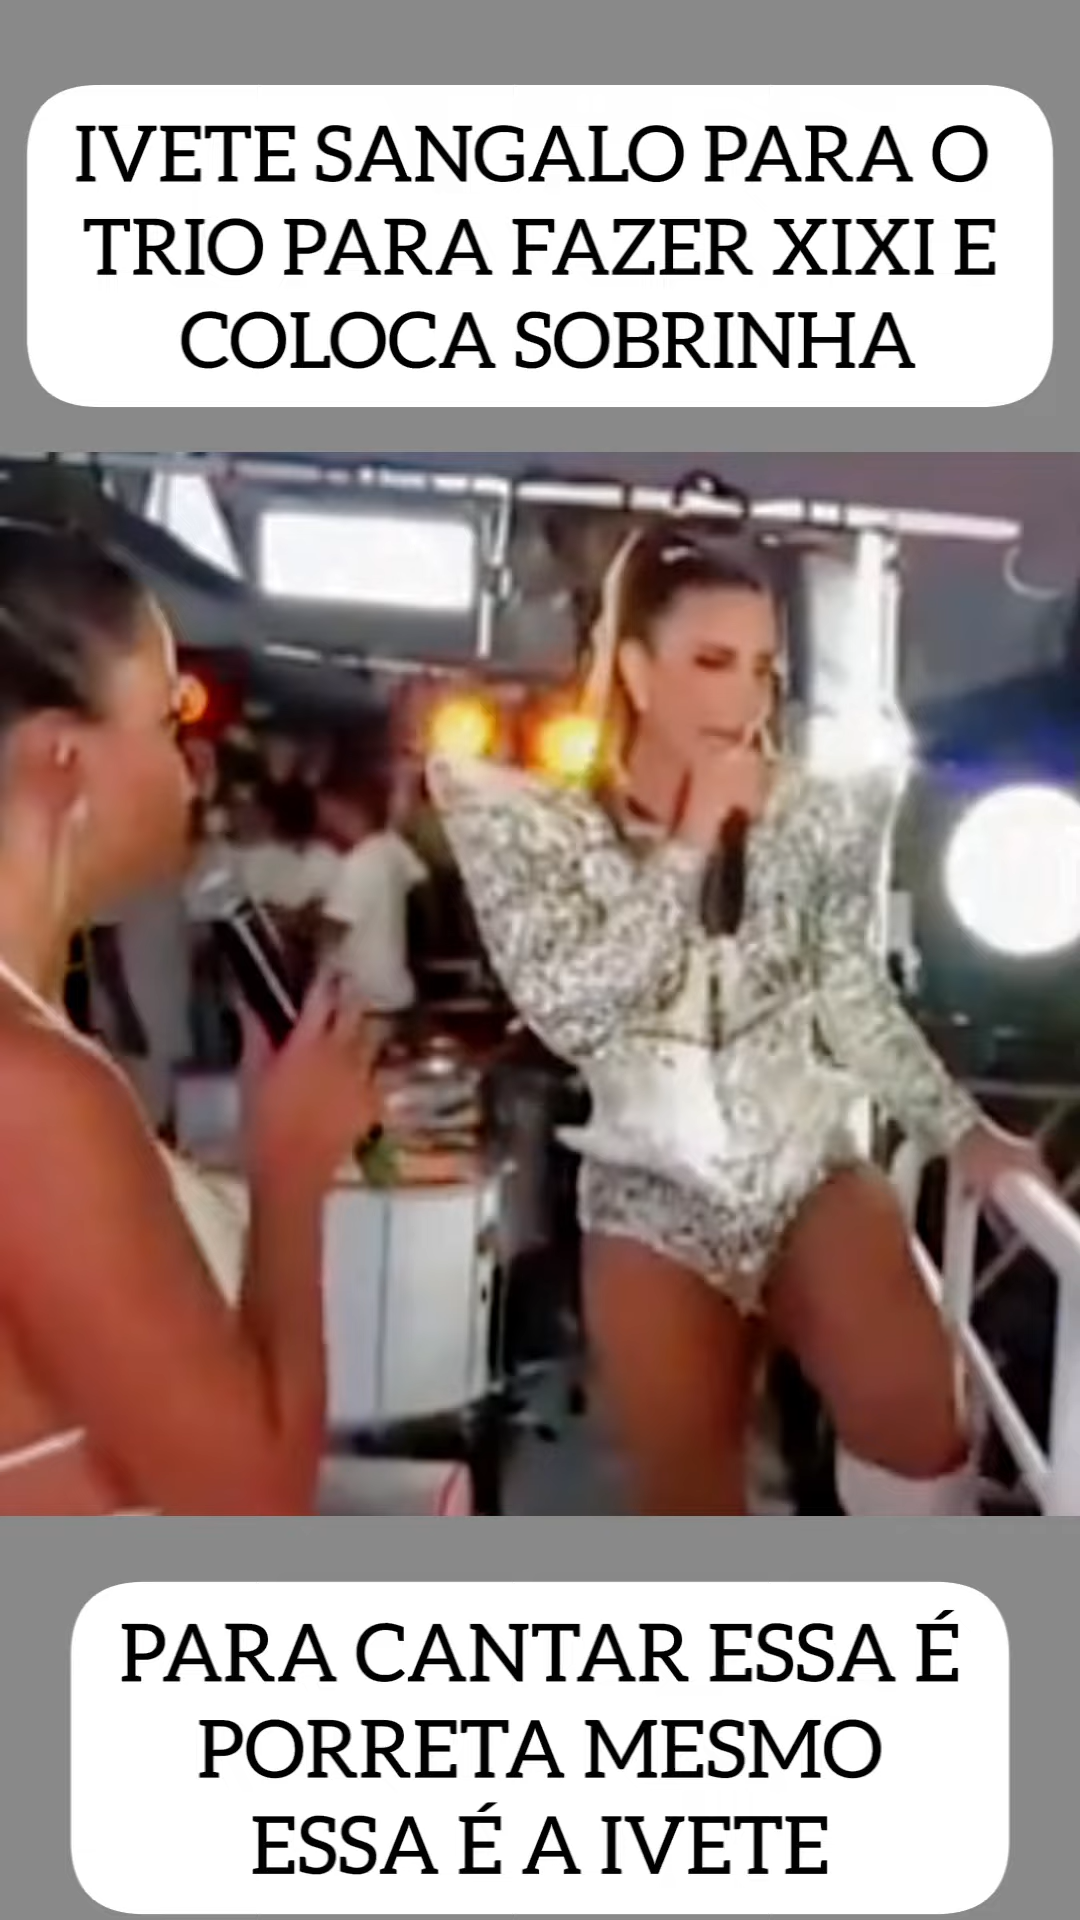 IVETE SANGALO PARA O
TRIO PARA FAZER XIXI E
COLOCA SOBRINHA
PARA CANTAR ESSA É
PORRETA MESMO
ESSA É A IVETE